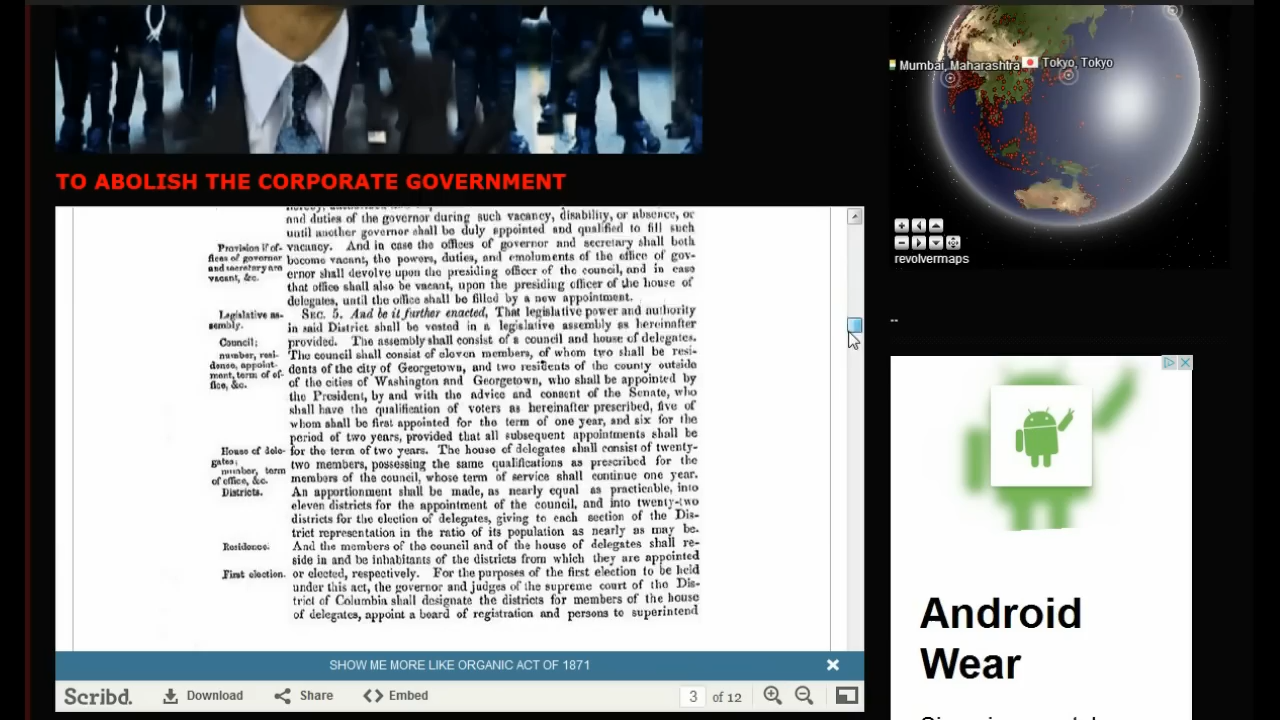 Mumbai, Maharashtra
Tokyo, Tokyo
revolvermaps
TO ABOLISH THE CORPORATE GOVERNMENT
and duties of the governor during such vacancy, disability, or absence, or
until another governor shall be duly appointed and qualified to fill such
Provision if of-
fices of governor
and secretary are
vacant, &c.
vacancy. And in case the offices of governor and secretary shall both
become vacant, the powers, duties, and emoluments of the office of gov-
ernor shall devolve upon the presiding officer of the council, and in case
that office shall also be vacant, upon the presiding officer of the house of
delegates, until the office shall be filled by a new appointment.
Legislative as-
sembly.
SEC. 5. And be it further enacted, That legislative power and authority
in said District shall be vested in a legislative assembly as hereinafter
Council;
number, resi-
dence, appoint-
ment, term of of-
fice, &c.
provided. The assembly shall consist of a council and house of delegates.
The council shall consist of eleven members, of whom two shall be resi-
dents of the city of Georgetown, and two residents of the county outside
of the cities of Washington and Georgetown, who shall be appointed by
the President, by and with the advice and consent of the Senate, who
shall have the qualification of voters as hereinafter prescribed, five of
whom shall be first appointed for the term of one year, and six for the
period of two years, provided that all subsequent appointments shall be
House of dele-
gates;
number, term
of office, &c.
for the term of two years. The house of delegates shall consist of twenty-
two members, possessing the same qualifications as prescribed for the
members of the council, whose term of service shall continue one year.
Districts.
An apportionment shall be made, as nearly equal as practicable, into
eleven districts for the appointment of the council, and into twenty-two
districts for the election of delegates, giving to each section of the Dis-
trict representation in the ratio of its population as nearly as may be.
Residence.
And the members of the council and of the house of delegates shall re-
side in and be inhabitants of the districts from which they are appointed
First election.
or elected, respectively. For the purposes of the first election to be held
under this act, the governor and judges of the supreme court of the Dis-
trict of Columbia shall designate the districts for members of the house
of delegates, appoint a board of registration and persons to superintend
SHOW ME MORE LIKE ORGANIC ACT OF 1871
Scribd. Download Share Embed 3 of 12
--
Android
Wear